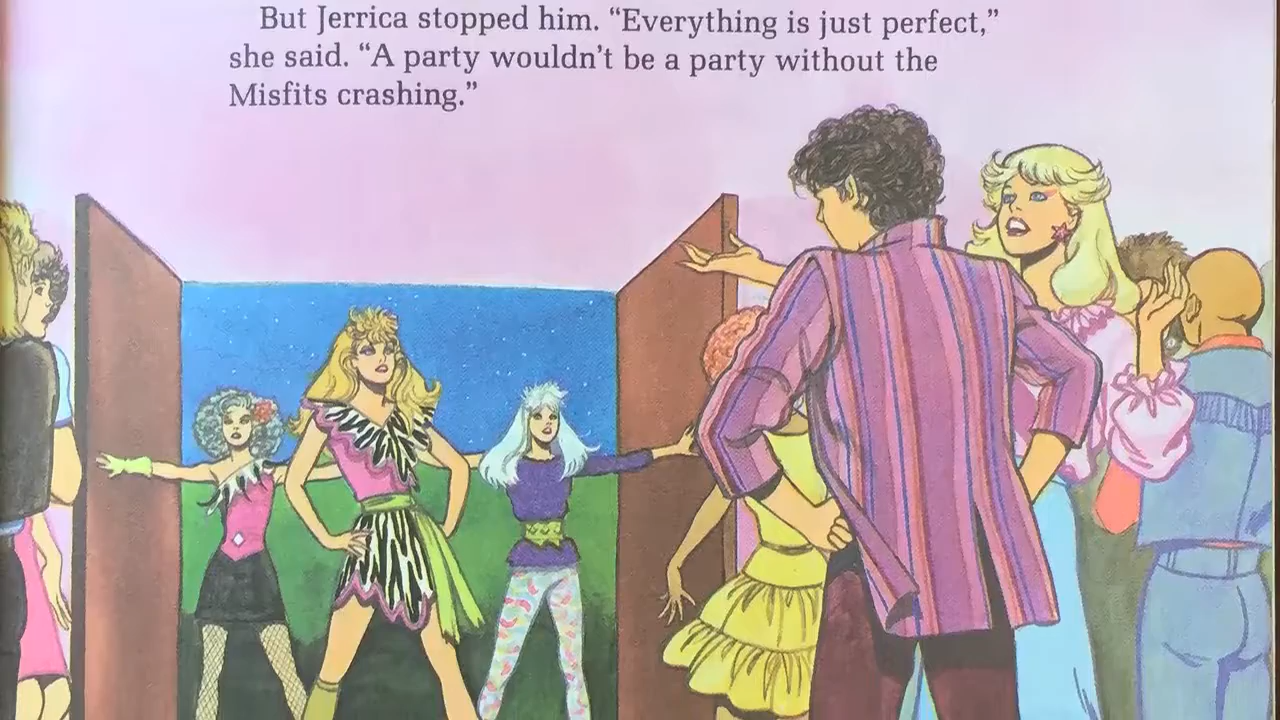 But Jerrica stopped him. “Everything is just perfect,”
she said. “A party wouldn’t be a party without the
Misfits crashing.”